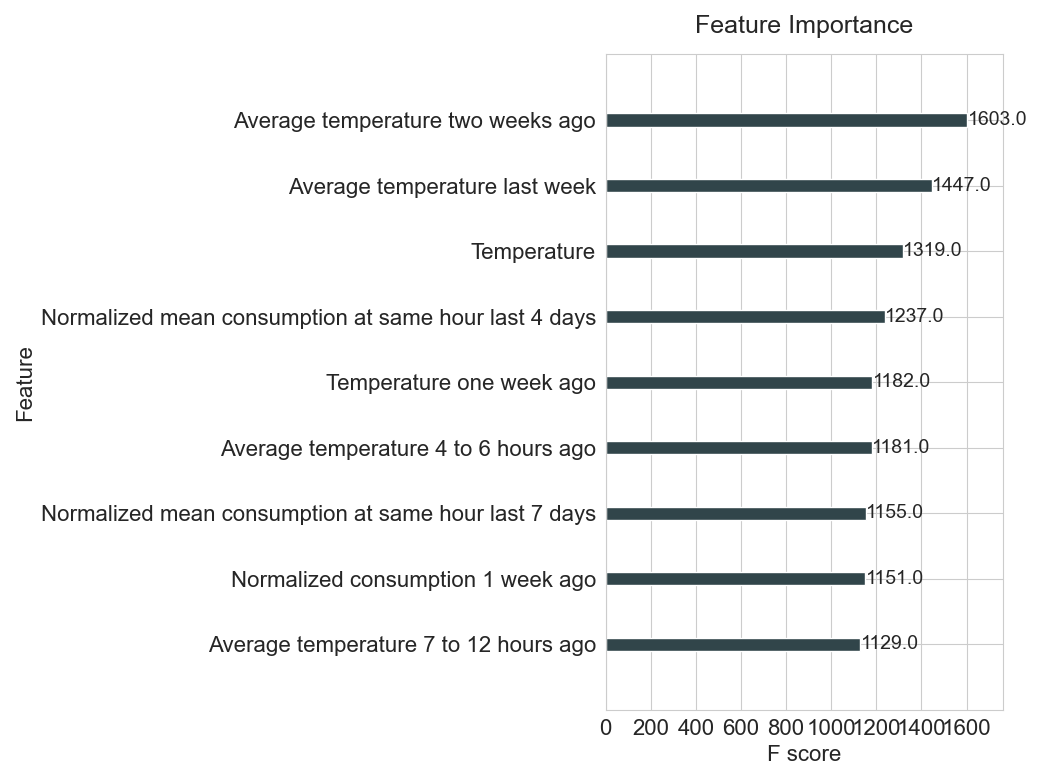 Feature Importance
Average temperature two weeks ago 1603.0
Average temperature last week 1447.0
Temperature 1319.0
Normalized mean consumption at same hour last 4 days 1237.0
Feature
Temperature one week ago 1182.0
Average temperature 4 to 6 hours ago 1181.0
Normalized mean consumption at same hour last 7 days 1155.0
Normalized consumption 1 week ago 1151.0
Average temperature 7 to 12 hours ago 1129.0
0 200 400 600 800 1000 1200 1400 1600
F score